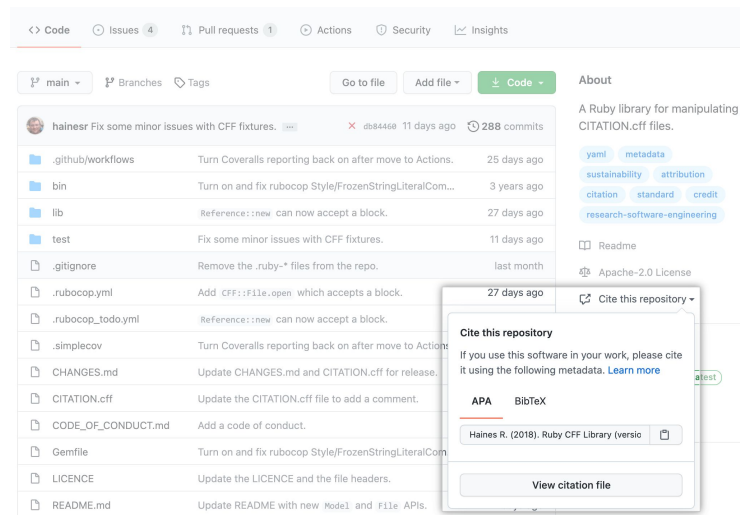 Code
Issues 4
Pull requests 1
Actions
Security
Insights
main
Branches
Tags
Go to file
Add file
Code
hainesr Fix some minor issues with CFF fixtures. ...
db84460 11 days ago
288 commits
.github/workflows
Turn Coveralls reporting back on after move to Actions.
25 days ago
bin
Turn on and fix rubocop Style/FrozenStringLiteralCom...
3 years ago
lib
Reference::new can now accept a block.
27 days ago
test
Fix some minor issues with CFF fixtures.
11 days ago
.gitignore
Remove the .ruby-* files from the repo.
last month
.rubocop.yml
Add CFF::File.open which accepts a block.
27 days ago
.rubocop_todo.yml
Reference::new can now accept a block.
.simplecov
Turn Coveralls reporting back on after move to Actions
CHANGES.md
Update CHANGES.md and CITATION.cff for release.
CITATION.cff
Update the CITATION.cff file to add a comment.
CODE_OF_CONDUCT.md
Add a code of conduct.
Gemfile
Turn on and fix rubocop Style/FrozenStringLiteralCom
LICENCE
Update the LICENCE and the file headers.
README.md
Update README with new Model and File APIs.
About
A Ruby library for manipulating
CITATION.cff files.
yaml metadata
sustainability attribution
citation standard credit
research-software-engineering
Readme
Apache-2.0 License
Cite this repository
Cite this repository
If you use this software in your work, please cite
it using the following metadata. Learn more
APA
BibTeX
Haines R. (2018). Ruby CFF Library (versio
View citation file